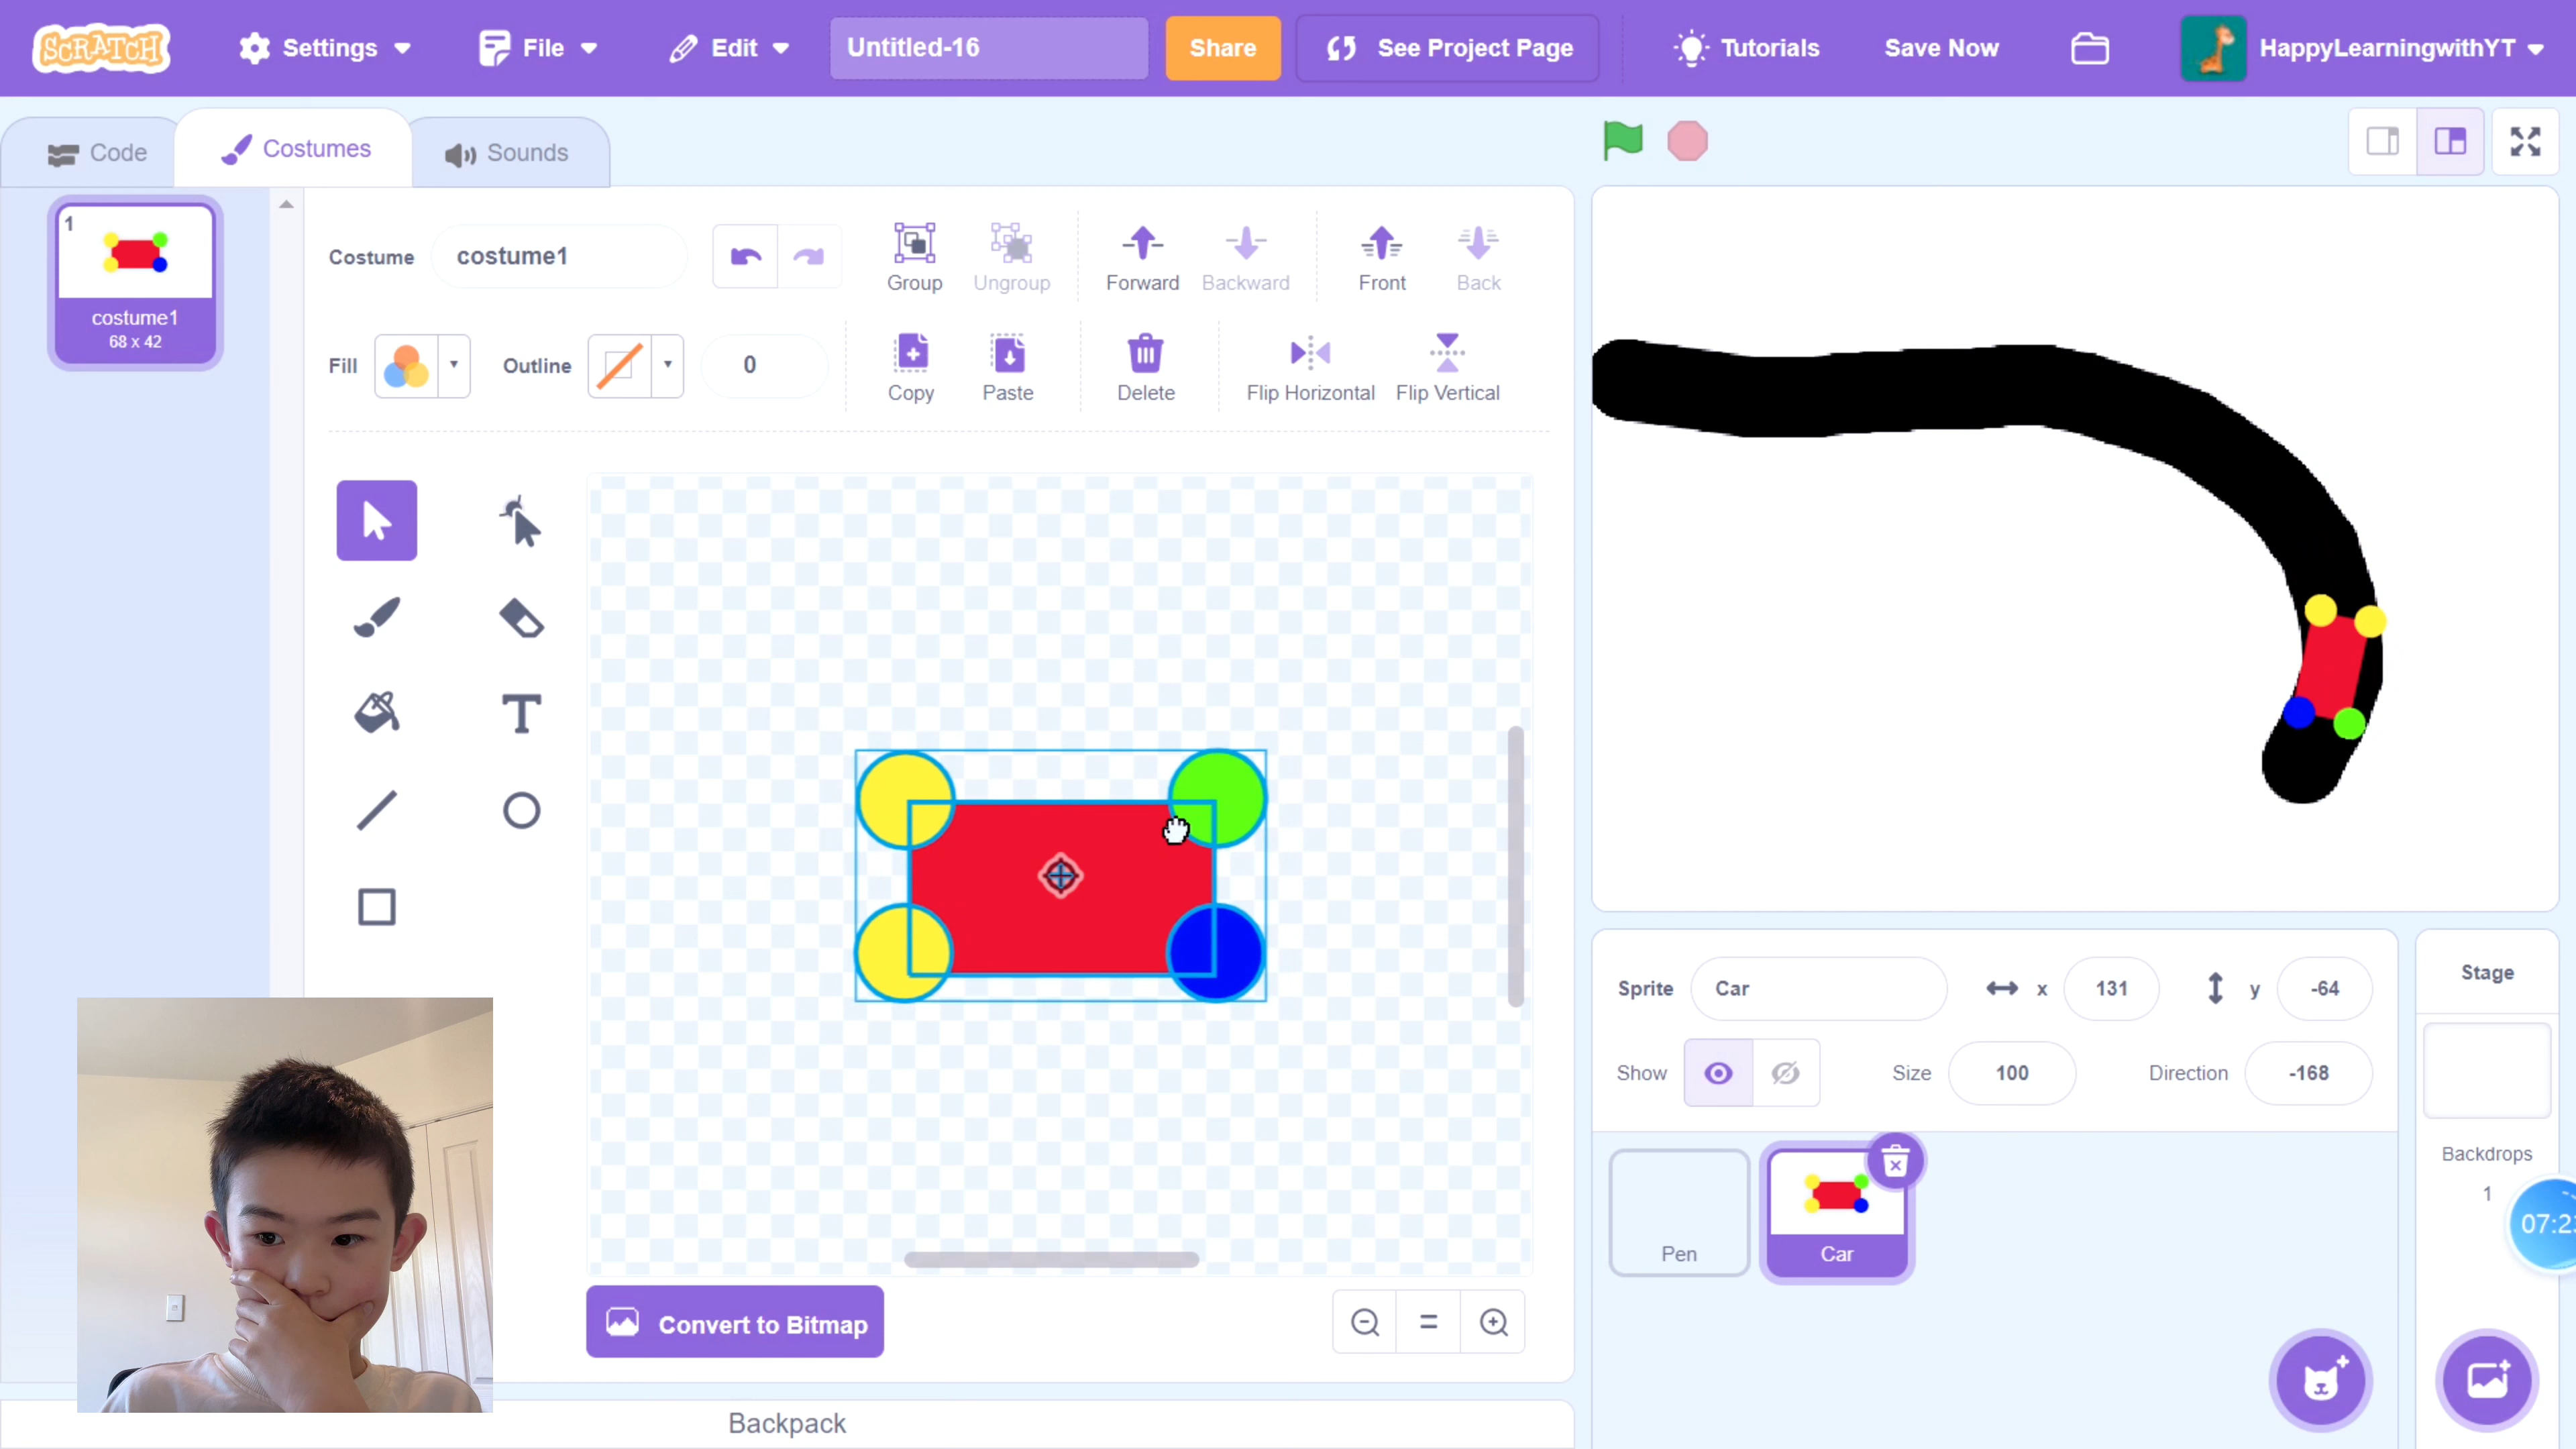 SCRATCH
Settings
File
Edit
Untitled-16
Share
See Project Page
Tutorials
Save Now
HappyLearningwithYT
Code
Costumes
Sounds
1
costume1
68 x 42
Costume
costume1
Group
Ungroup
Forward
Backward
Front
Back
Fill
Outline
0
Copy
Paste
Delete
Flip Horizontal
Flip Vertical
T
Convert to Bitmap
Backpack
Sprite
Car
x
131
y
-64
Show
Size
100
Direction
-168
Pen
Car
Stage
Backdrops
1